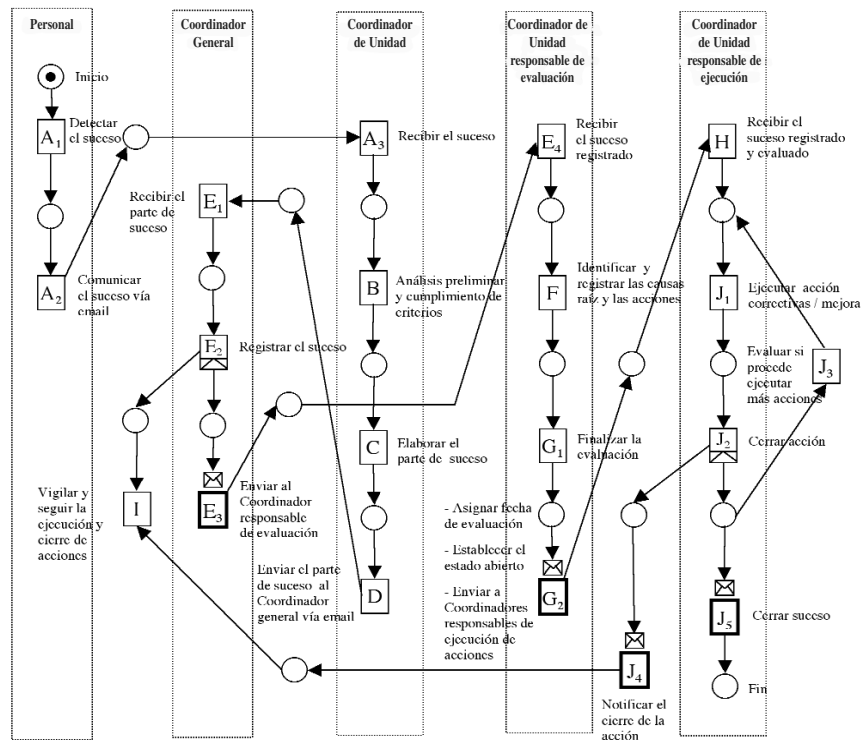 Personal
Coordinador
General
Coordinador
de Unidad
Coordinador de
Unidad
responsable de
evaluación
Coordinador
de Unidad
responsable de
ejecución
Inicio
A1
Detectar
el suceso
A2
Comunicar
el suceso vía
email
E1
Recibir el
parte de
suceso
E2
Registrar el suceso
E3
Enviar al
Coordinador
responsable
de evaluación
I
Vigilar y
seguir la
ejecución y
cierre de
acciones
A3
Recibir el suceso
B
Análisis preliminar
y cumplimiento de
criterios
C
Elaborar el
parte de suceso
D
Enviar el parte
de suceso al
Coordinador
general vía email
E4
Recibir
el suceso
registrado
F
Identificar y
registrar las causas
raíz y las acciones
G1
Finalizar la
evaluación
G2
- Asignar fecha
de evaluación
- Establecer el
estado abierto
- Enviar a
Coordinadores
responsables de
ejecución de
acciones
H
Recibir el
suceso registrado
y evaluado
J1
Ejecutar acción
correctivas / mejora
Evaluar si
procede
ejecutar
más acciones
J3
J2
Cerrar acción
J4
Notificar el
cierre de la
acción
J5
Cerrar suceso
Fin